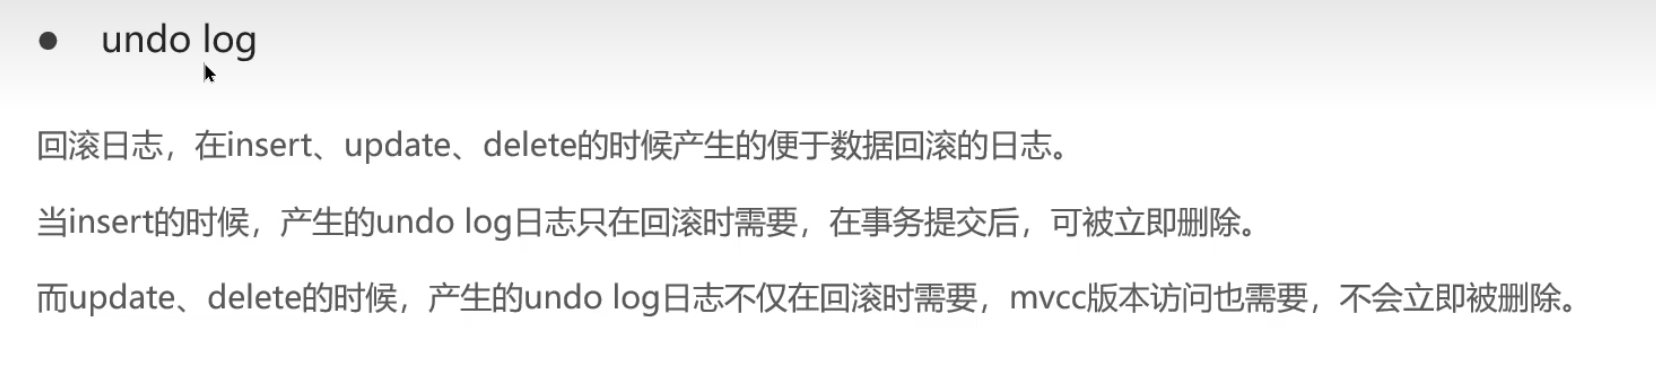 ● undo log
回滚日志，在insert、update、delete的时候产生的便于数据回滚的日志。
当insert的时候，产生的undo log日志只在回滚时需要，在事务提交后，可被立即删除。
而update、delete的时候，产生的undo log日志不仅在回滚时需要，mvcc版本访问也需要，不会立即被删除。